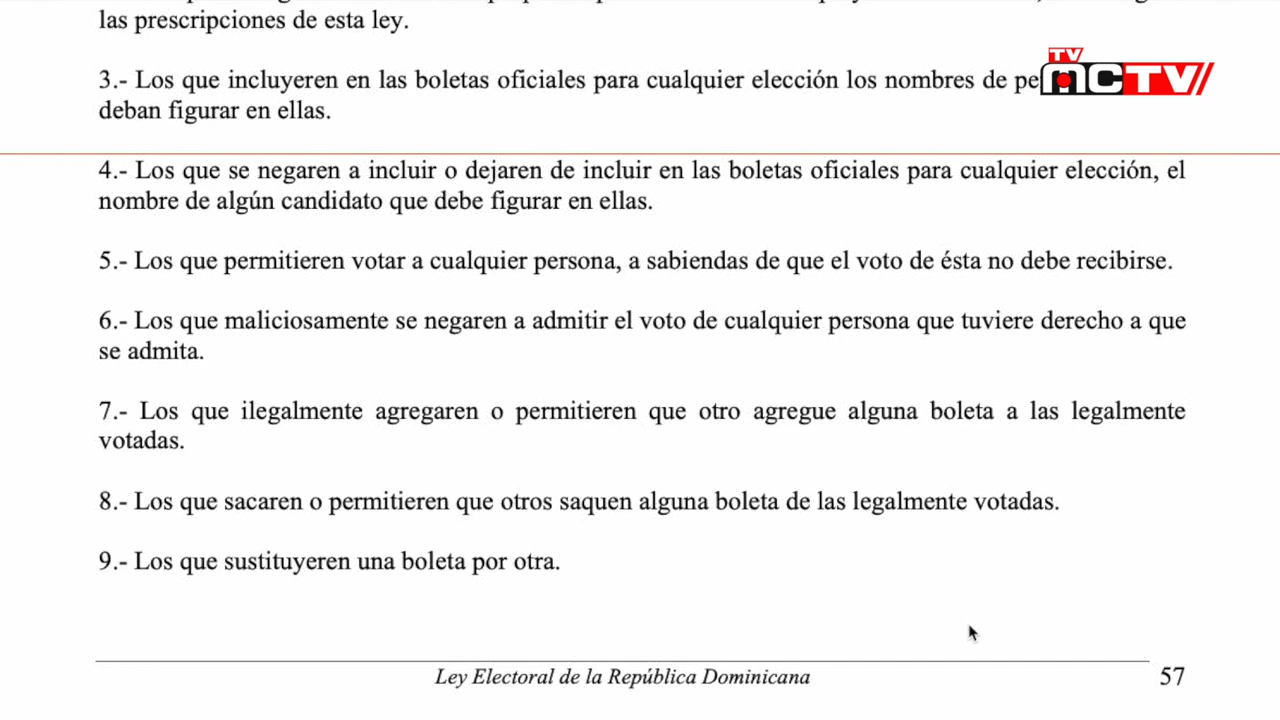 las prescripciones de esta ley.
TV
MCTV
3.- Los que incluyeren en las boletas oficiales para cualquier elección los nombres de
deban figurar en ellas.
4.- Los que se negaren a incluir o dejaren de incluir en las boletas oficiales para cualquier elección, el
nombre de algún candidato que debe figurar en ellas.
5.- Los que permitieren votar a cualquier persona, a sabiendas de que el voto de ésta no debe recibirse.
6.- Los que maliciosamente se negaren a admitir el voto de cualquier persona que tuviere derecho a que
se admita.
7.- Los que ilegalmente agregaren o permitieren que otro agregue alguna boleta a las legalmente
votadas.
8.- Los que sacaren o permitieren que otros saquen alguna boleta de las legalmente votadas.
9.- Los que sustituyeren una boleta por otra.
Ley Electoral de la República Dominicana 57